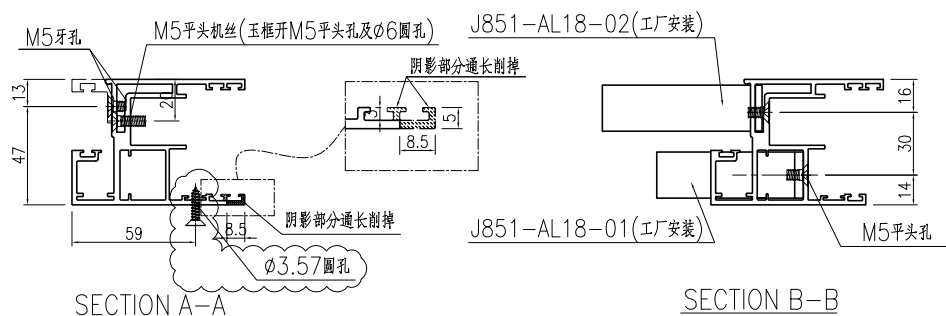 M5牙孔
M5平头机丝(玉框开M5平头孔及Ø6圆孔)
J851-AL18-02(工厂安装)
阴影部分通长削掉
13
47
20
3
5
8.5
16
30
14
阴影部分通长削掉
8.5
59
J851-AL18-01(工厂安装)
M5平头孔
Ø3.57圆孔
SECTION A-A
SECTION B-B